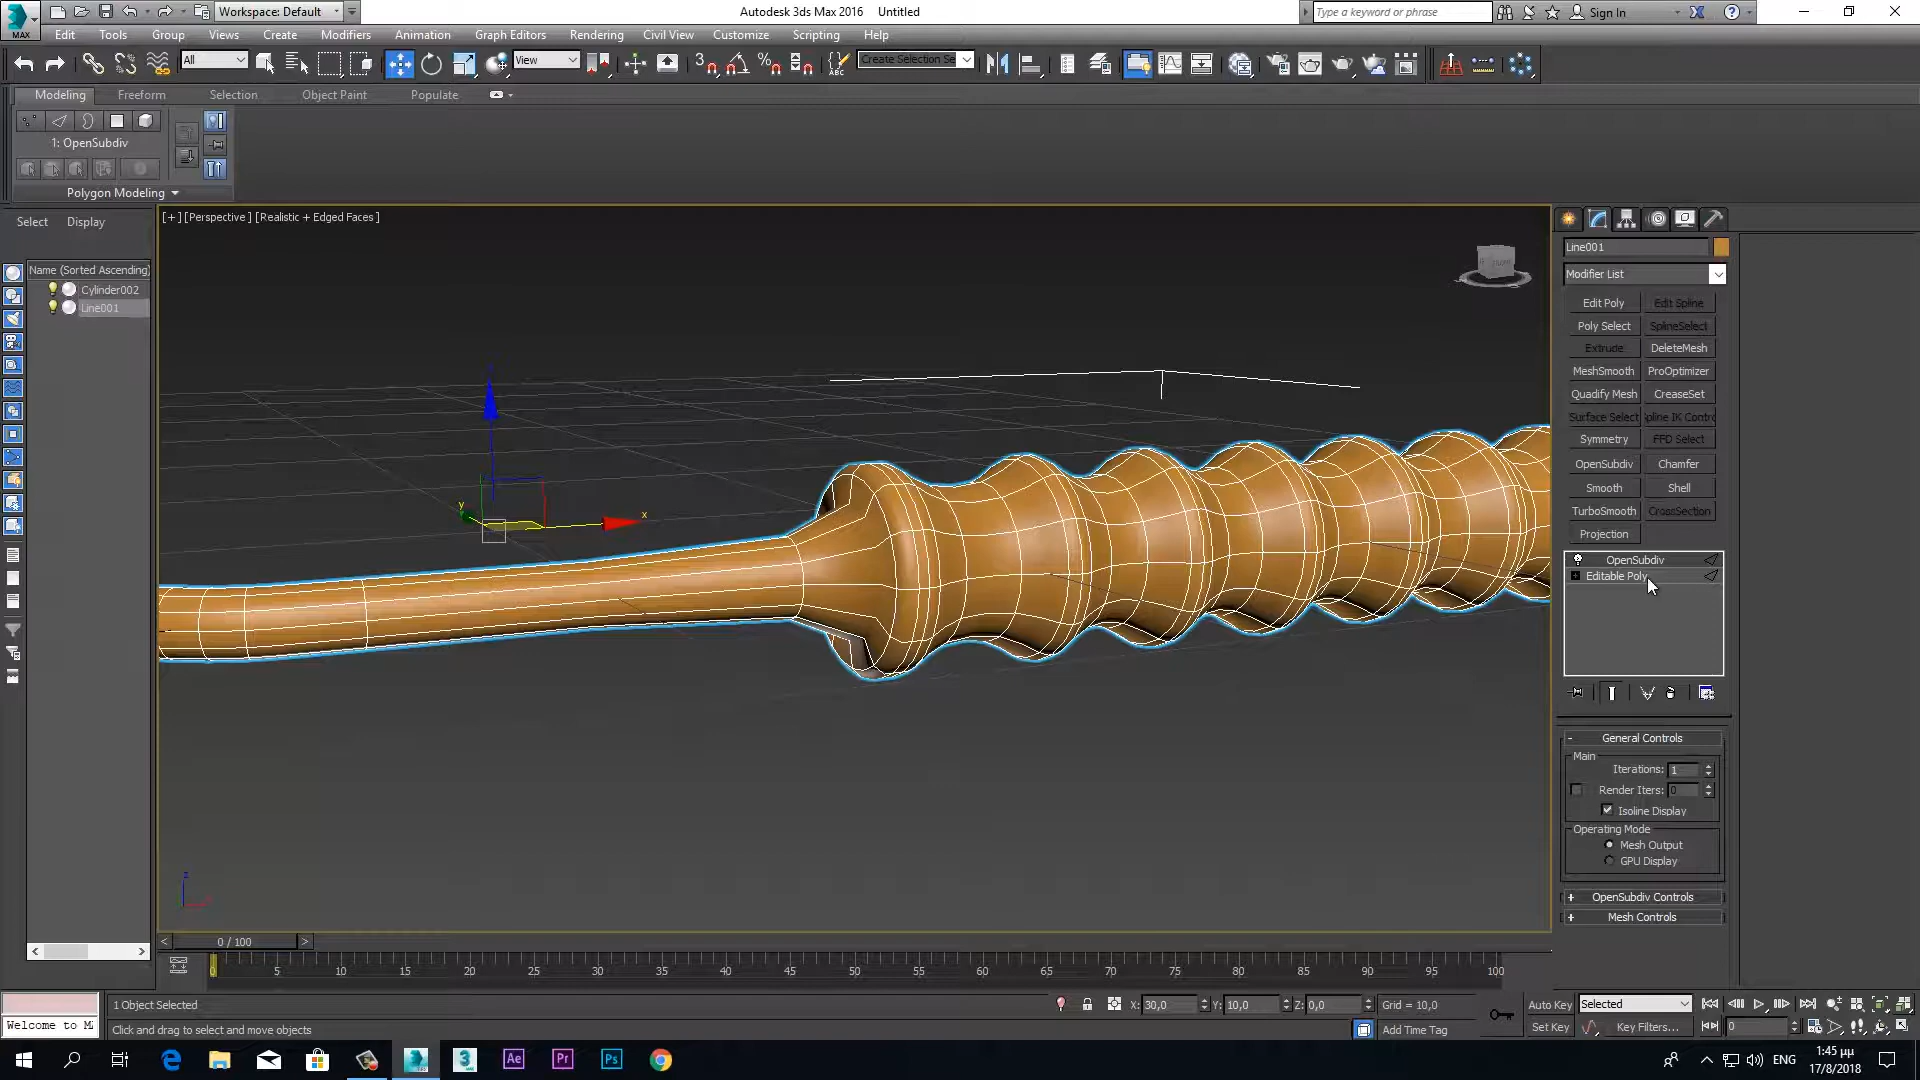 MAX
Workspace: Default
Autodesk 3ds Max 2016 Untitled
Type a keyword or phrase
Sign In
Edit Tools Group Views Create Modifiers Animation Graph Editors Rendering Civil View Customize Scripting Help
All
View
Create Selection Se
Modeling Freeform Selection Object Paint Populate
1: OpenSubdiv
Polygon Modeling
Select Display
Name (Sorted Ascending)
Cylinder002
Line001
[+] [Perspective] [Realistic + Edged Faces]
x
y
z
Line001
Modifier List
Edit Poly Edit Spline
Poly Select SplineSelect
Extrude DeleteMesh
MeshSmooth ProOptimizer
Quadify Mesh CreaseSet
Surface Select pline IK Contro
Symmetry FFD Select
OpenSubdiv Chamfer
Smooth Shell
TurboSmooth CrossSection
Projection
OpenSubdiv
Editable Poly
- General Controls
Main
Iterations: 1
Render Iters: 0
Isoline Display
Operating Mode
Mesh Output
GPU Display
+ OpenSubdiv Controls
+ Mesh Controls
0 / 100
0 5 10 15 20 25 30 35 40 45 50 55 60 65 70 75 80 85 90 95 100
1 Object Selected
X: 30,0 Y: 10,0 Z: 0,0 Grid = 10,0
Auto Key Selected
Welcome to M
Click and drag to select and move objects
Add Time Tag
Set Key Key Filters... 0
Ae Pr Ps
ENG
1:45 μμ
17/8/2018